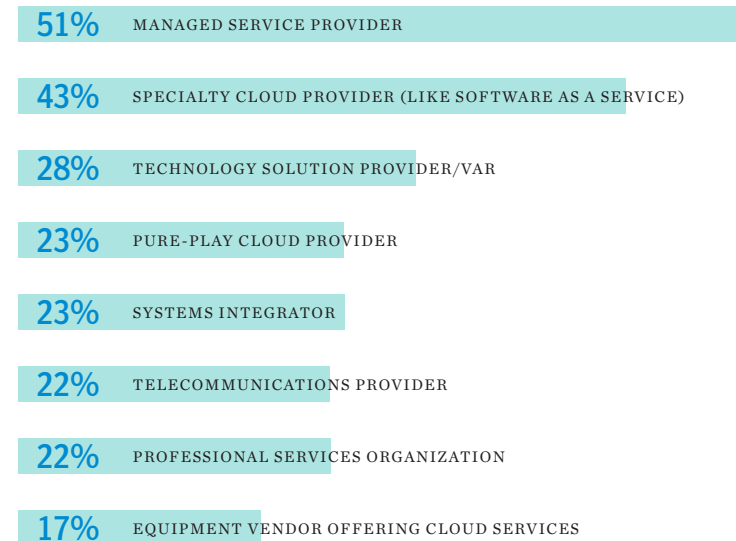 51% MANAGED SERVICE PROVIDER
43% SPECIALTY CLOUD PROVIDER (LIKE SOFTWARE AS A SERVICE)
28% TECHNOLOGY SOLUTION PROVIDER/VAR
23% PURE-PLAY CLOUD PROVIDER
23% SYSTEMS INTEGRATOR
22% TELECOMMUNICATIONS PROVIDER
22% PROFESSIONAL SERVICES ORGANIZATION
17% EQUIPMENT VENDOR OFFERING CLOUD SERVICES